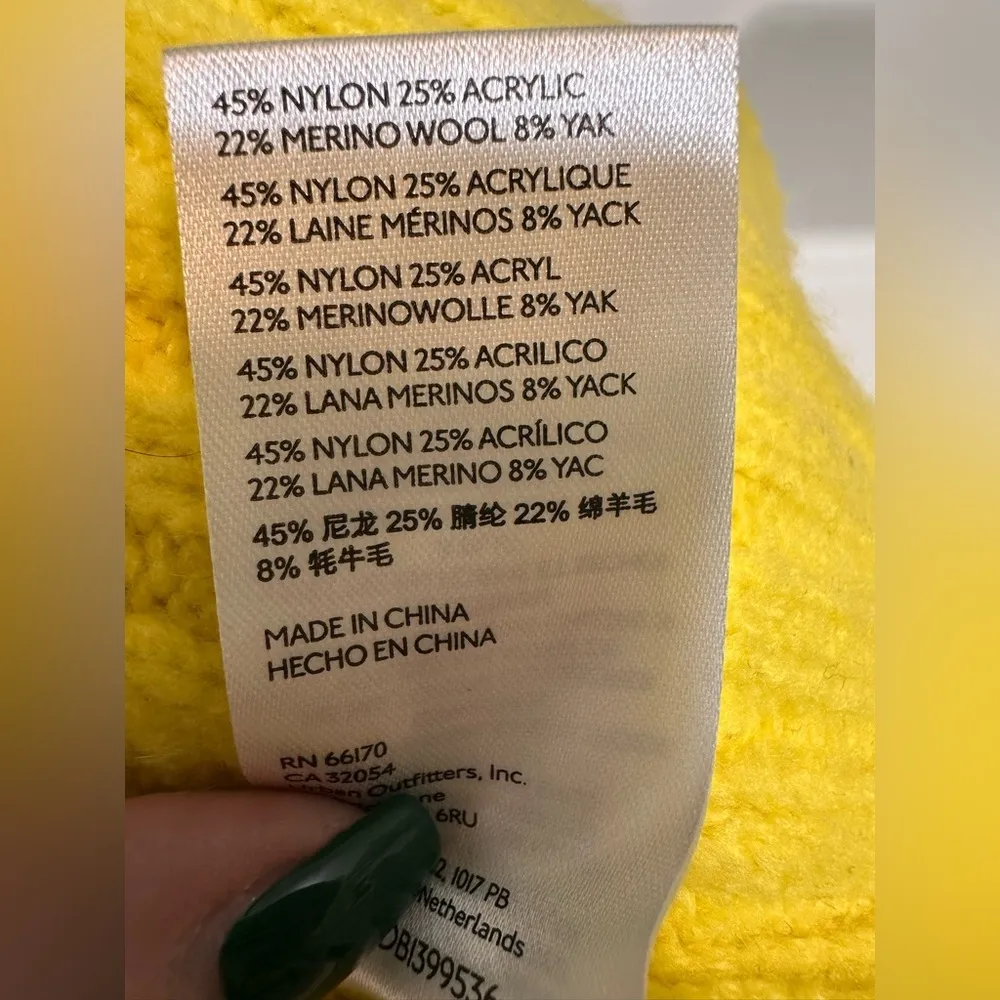 45% NYLON 25% ACRYLIC
22% MERINO WOOL 8% YAK
45% NYLON 25% ACRYLIQUE
22% LAINE MÉRINOS 8% YACK
45% NYLON 25% ACRYL
22% MERINOWOLLE 8% YAK
45% NYLON 25% ACRILICO
22% LANA MERINOS 8% YACK
45% NYLON 25% ACRÍLICO
22% LANA MERINO 8% YAC
45% 尼龙 25% 腈纶 22% 绵羊毛
8% 牦牛毛
MADE IN CHINA
HECHO EN CHINA
RN 66170
CA 32054
Urban Outfitters, Inc.
6RU
1017 PB
Netherlands